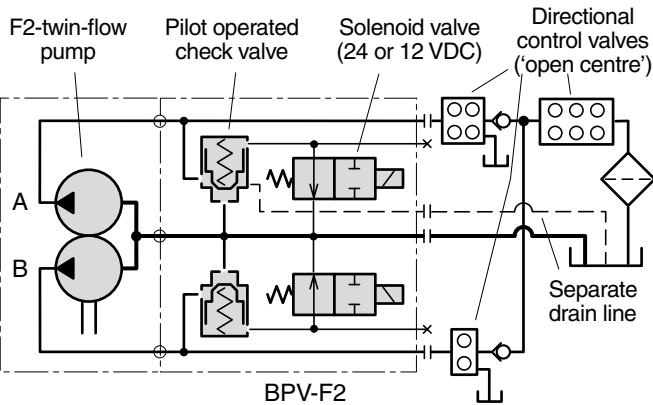 F2-twin-flow
pump
Pilot operated
check valve
Solenoid valve
(24 or 12 VDC)
Directional
control valves
(‘open centre’)
A
B
Separate
drain line
BPV-F2